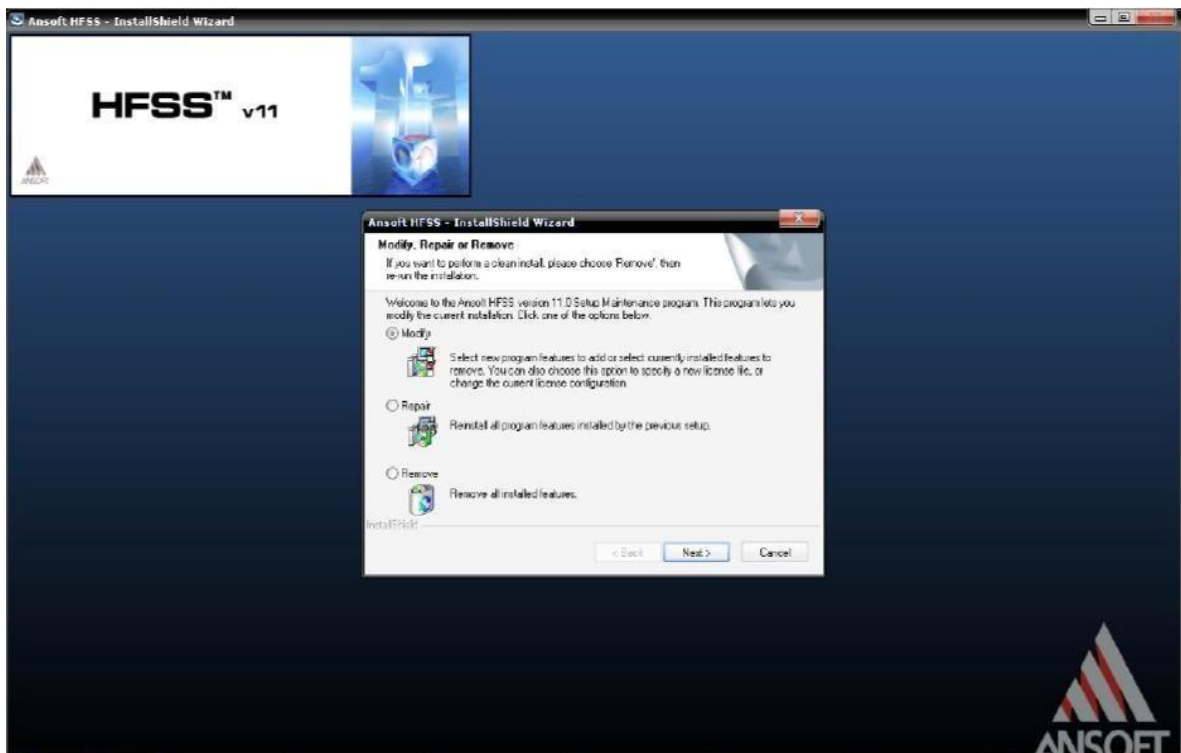 Ansoft HFSS - InstallShield Wizard
HFSS™ v11
ANSOFT
Ansoft HFSS - InstallShield Wizard
Modify, Repair or Remove
If you want to perform a clean install, please choose 'Remove', then
re-run the installation.
Welcome to the Ansoft HFSS version 11.0 Setup Maintenance program. This program lets you
modify the current installation. Click one of the options below.
Modify
Select new program features to add or select currently installed features to
remove. You can also choose this option to specify a new license file, or
change the current license configuration.
Repair
Reinstall all program features installed by the previous setup.
Remove
Remove all installed features.
InstallShield
< Back
Next >
Cancel
ANSOFT